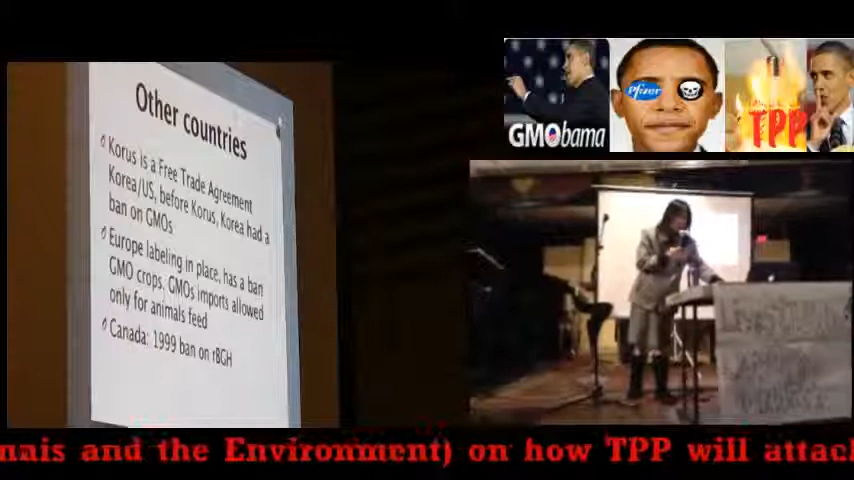 Other countries
Korus is a Free Trade Agreement
Korea/US, before Korus, Korea had a
ban on GMOs
Europe labeling in place, has a ban
GMO crops. GMOs imports allowed
only for animals feed
Canada: 1999 ban on rBGH
GMObama
Pfizer
TPP
nnis and the Environment) on how TPP will attac